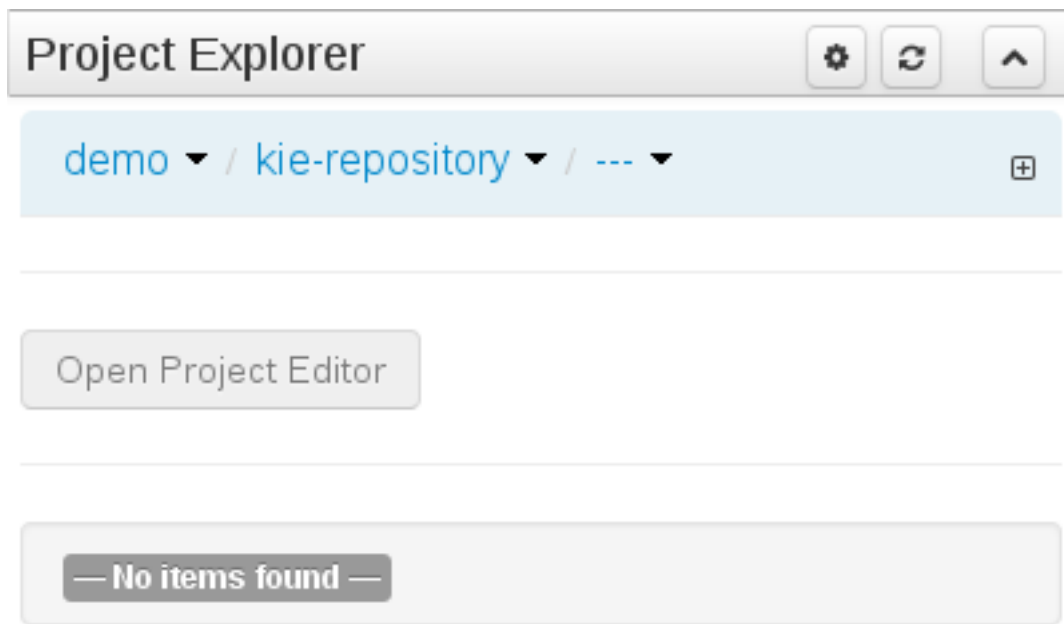 Project Explorer
demo / kie-repository / ---
Open Project Editor
— No items found —